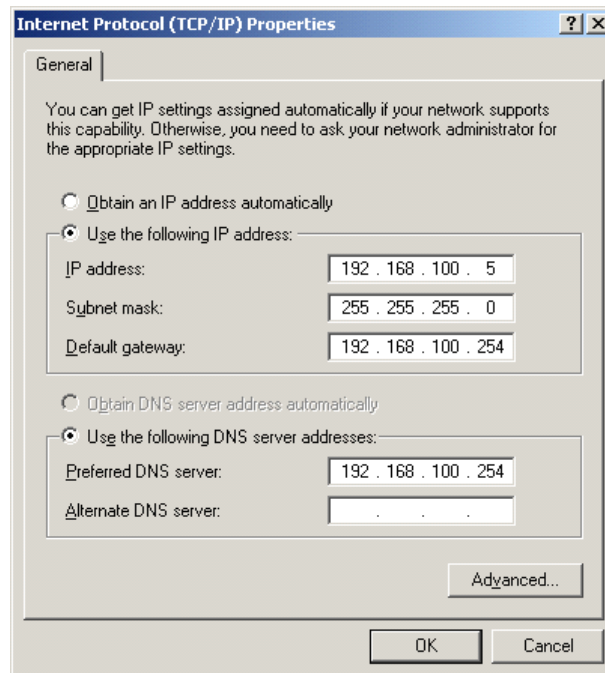 Internet Protocol (TCP/IP) Properties
General
You can get IP settings assigned automatically if your network supports
this capability. Otherwise, you need to ask your network administrator for
the appropriate IP settings.
Obtain an IP address automatically
Use the following IP address:
IP address: 192 . 168 . 100 . 5
Subnet mask: 255 . 255 . 255 . 0
Default gateway: 192 . 168 . 100 . 254
Obtain DNS server address automatically
Use the following DNS server addresses:
Preferred DNS server: 192 . 168 . 100 . 254
Alternate DNS server: . . .
Advanced...
OK Cancel